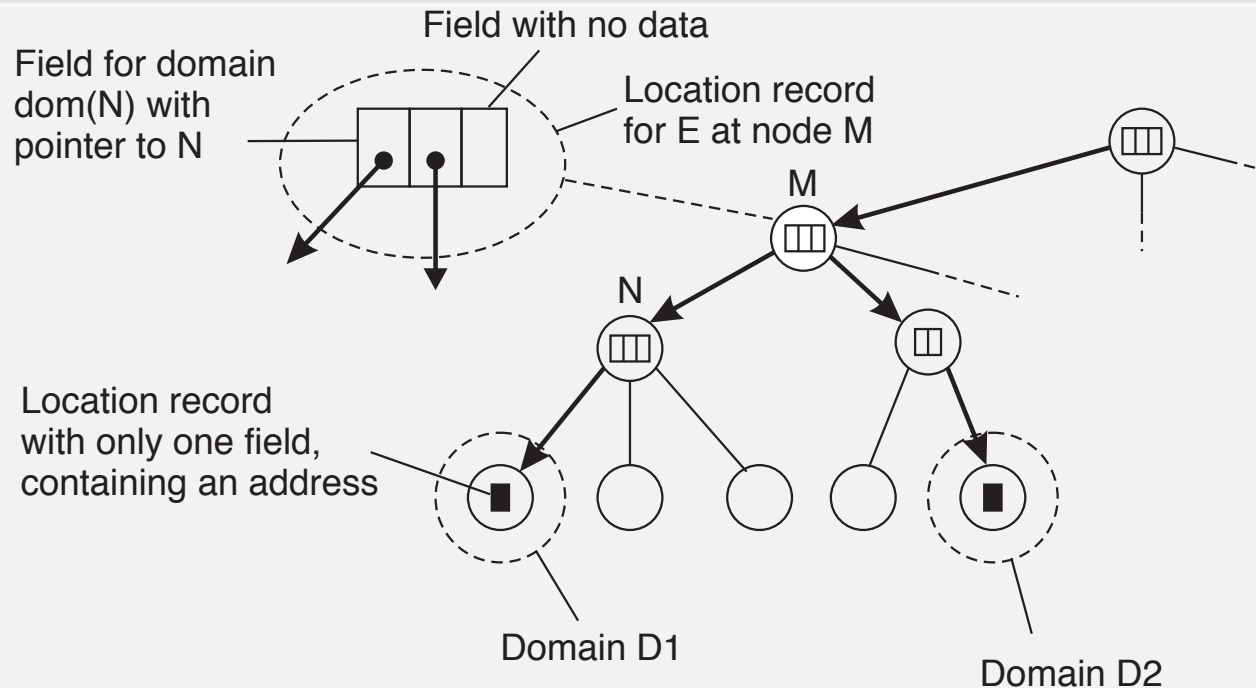 Field with no data
Field for domain
dom(N) with
pointer to N
Location record
for E at node M
M
N
Location record
with only one field,
containing an address
Domain D1
Domain D2